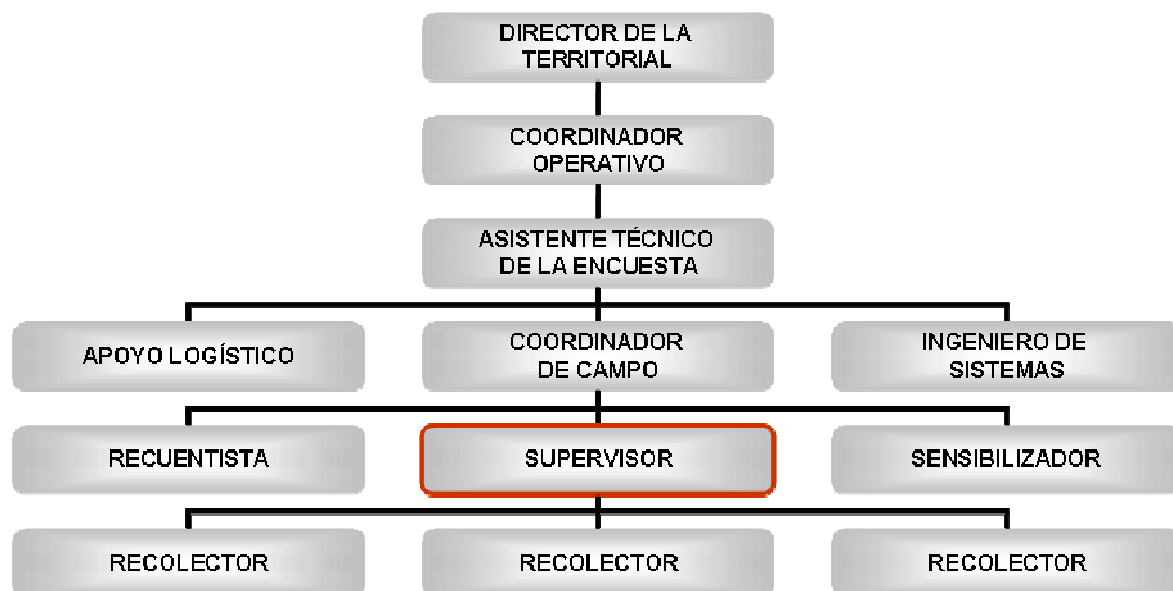 DIRECTOR DE LA
TERRITORIAL
COORDINADOR
OPERATIVO
ASISTENTE TÉCNICO
DE LA ENCUESTA
APOYO LOGÍSTICO
COORDINADOR
DE CAMPO
INGENIERO DE
SISTEMAS
RECUENTISTA
SUPERVISOR
SENSIBILIZADOR
RECOLECTOR
RECOLECTOR
RECOLECTOR